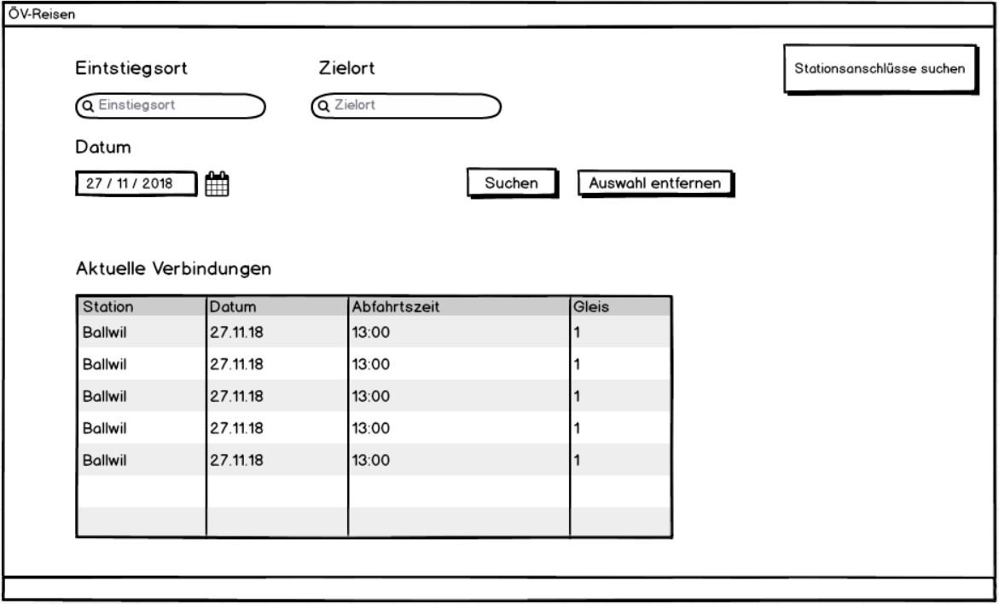 ÖV-Reisen
Eintstiegsort Zielort Stationsanschlüsse suchen
Einstiegsort Zielort
Datum
27 / 11 / 2018 Suchen Auswahl entfernen
Aktuelle Verbindungen
Station Datum Abfahrtszeit Gleis
Ballwil 27.11.18 13:00 1
Ballwil 27.11.18 13:00 1
Ballwil 27.11.18 13:00 1
Ballwil 27.11.18 13:00 1
Ballwil 27.11.18 13:00 1